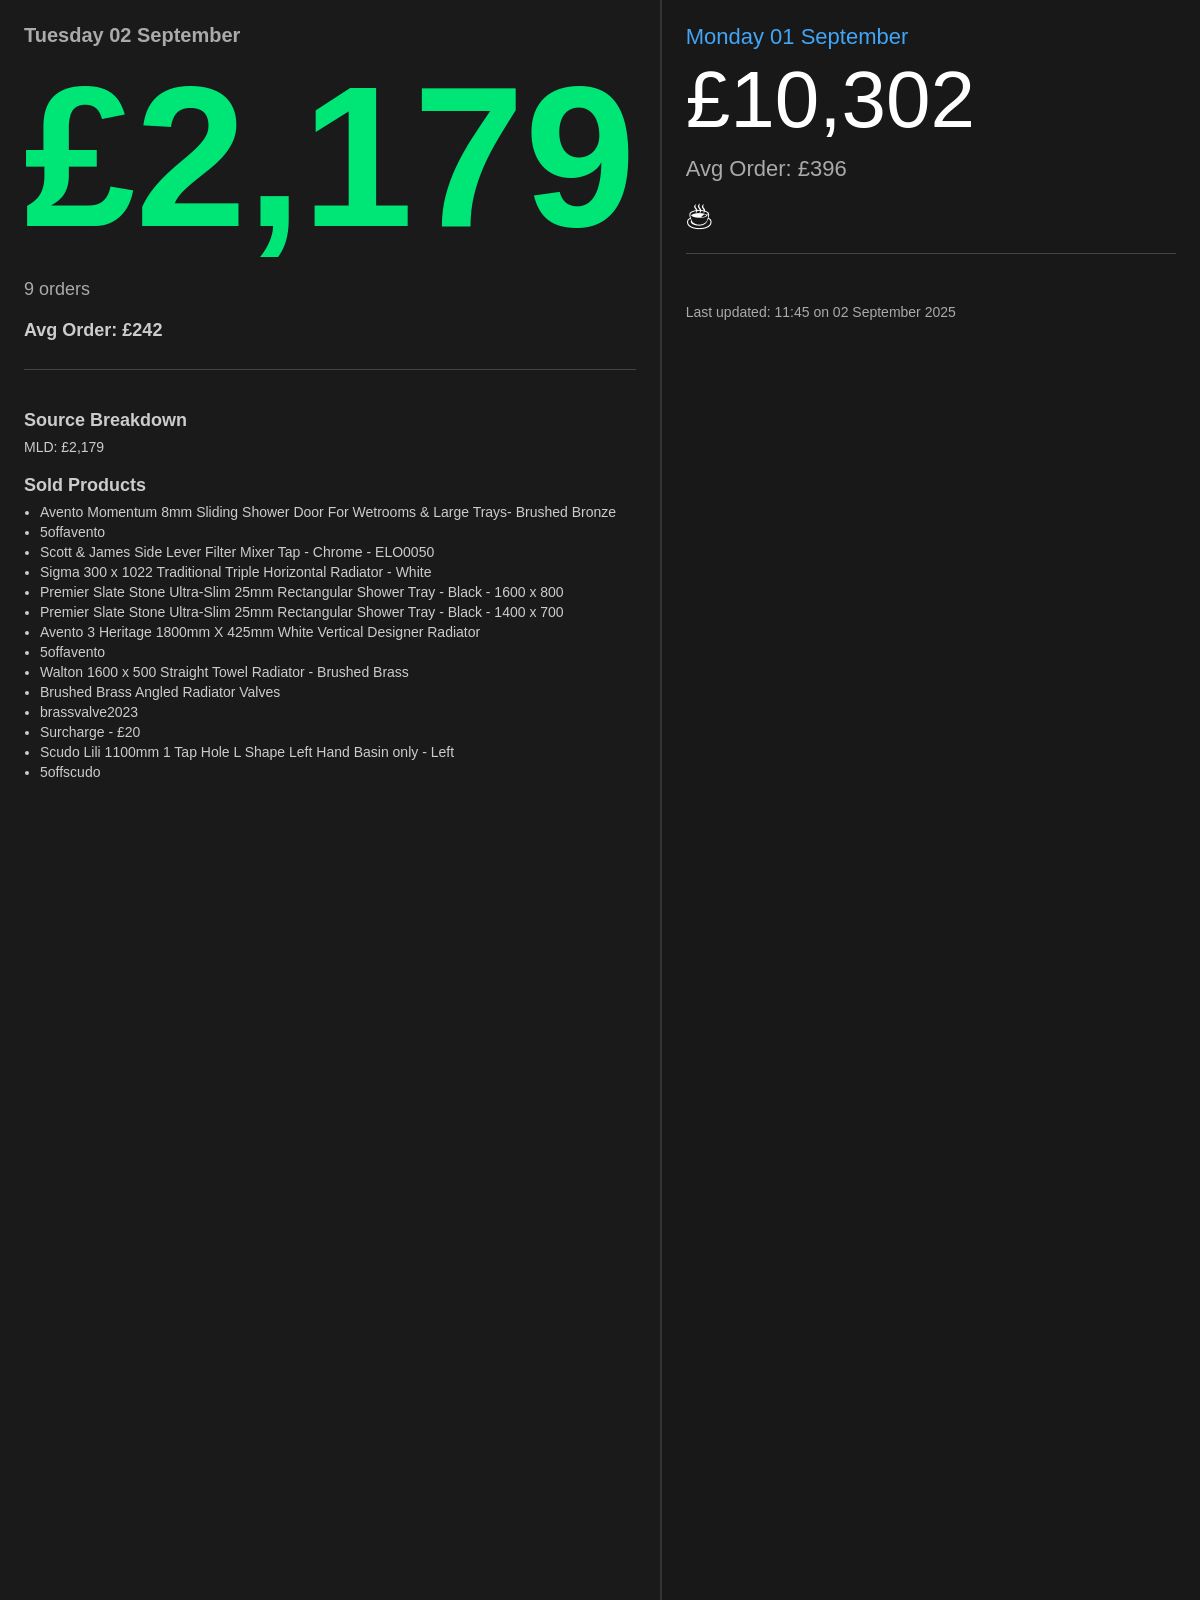 Tuesday 02 September
£2,179
9 orders
Avg Order: £242
Source Breakdown
MLD: £2,179
Sold Products
• Avento Momentum 8mm Sliding Shower Door For Wetrooms & Large Trays- Brushed Bronze
• 5offavento
• Scott & James Side Lever Filter Mixer Tap - Chrome - ELO0050
• Sigma 300 x 1022 Traditional Triple Horizontal Radiator - White
• Premier Slate Stone Ultra-Slim 25mm Rectangular Shower Tray - Black - 1600 x 800
• Premier Slate Stone Ultra-Slim 25mm Rectangular Shower Tray - Black - 1400 x 700
• Avento 3 Heritage 1800mm X 425mm White Vertical Designer Radiator
• 5offavento
• Walton 1600 x 500 Straight Towel Radiator - Brushed Brass
• Brushed Brass Angled Radiator Valves
• brassvalve2023
• Surcharge - £20
• Scudo Lili 1100mm 1 Tap Hole L Shape Left Hand Basin only - Left
• 5offscudo
Monday 01 September
£10,302
Avg Order: £396
☕
Last updated: 11:45 on 02 September 2025